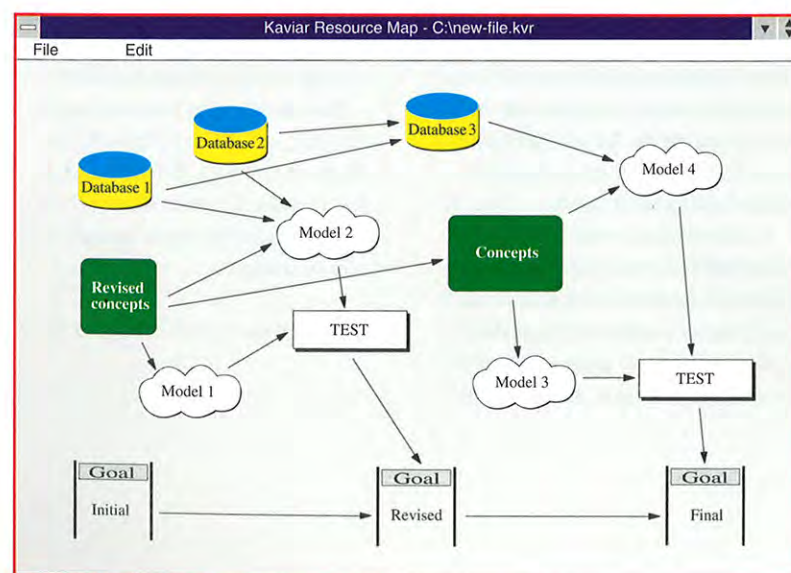 Kaviar Resource Map - C:\new-file.kvr
File Edit
Database 2
Database 3
Database 1
Model 4
Model 2
Concepts
Revised
concepts
TEST
Model 1
Model 3
TEST
Goal
Initial
Goal
Revised
Goal
Final